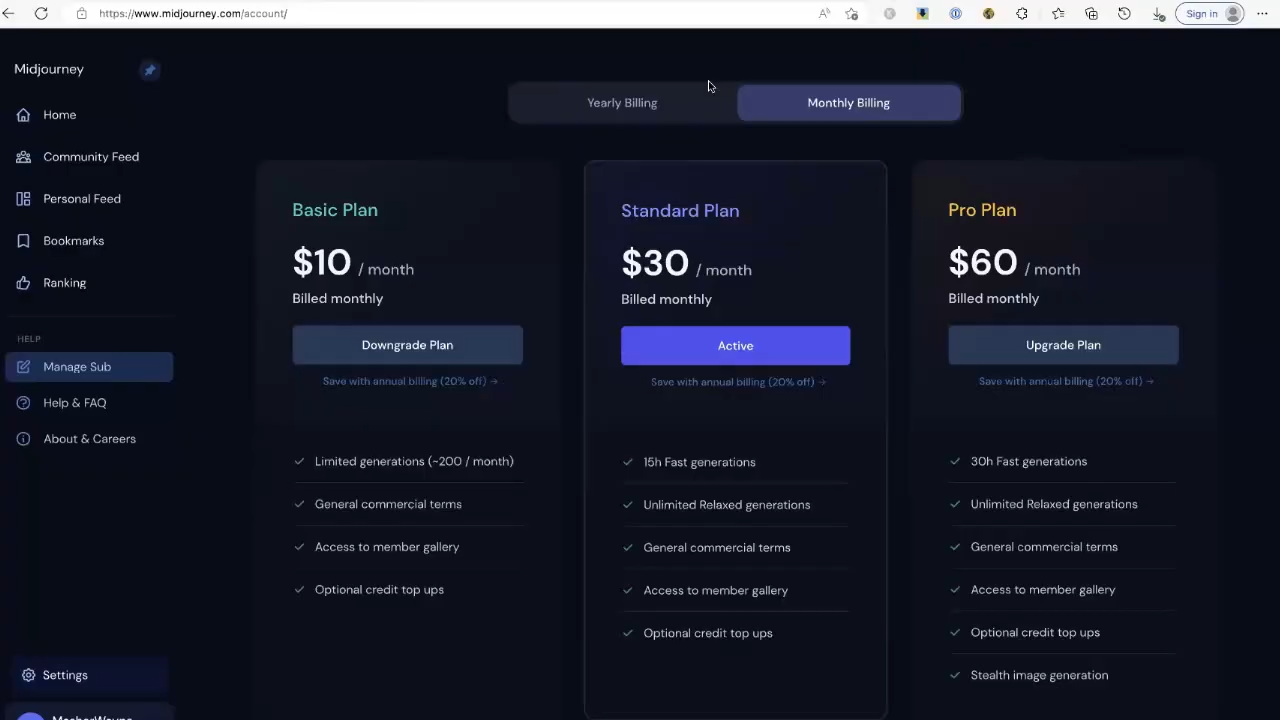 https://www.midjourney.com/account/
Sign in
Midjourney
Home
Community Feed
Personal Feed
Bookmarks
Ranking
HELP
Manage Sub
Help & FAQ
About & Careers
Settings
Yearly Billing
Monthly Billing
Basic Plan
$10 / month
Billed monthly
Downgrade Plan
Save with annual billing (20% off) →
Limited generations (~200 / month)
General commercial terms
Access to member gallery
Optional credit top ups
Standard Plan
$30 / month
Billed monthly
Active
Save with annual billing (20% off) →
15h Fast generations
Unlimited Relaxed generations
General commercial terms
Access to member gallery
Optional credit top ups
Pro Plan
$60 / month
Billed monthly
Upgrade Plan
Save with annual billing (20% off) →
30h Fast generations
Unlimited Relaxed generations
General commercial terms
Access to member gallery
Optional credit top ups
Stealth image generation